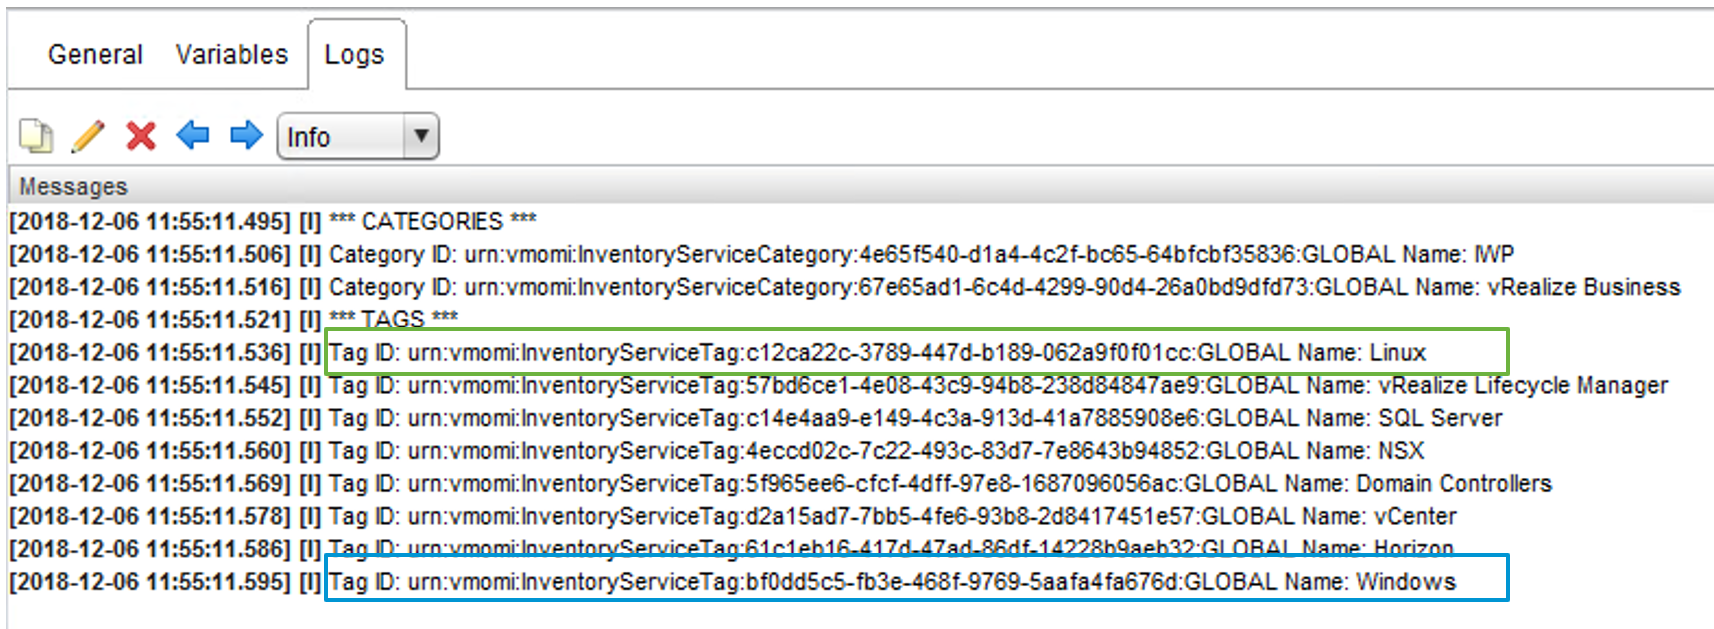 General Variables Logs
Info
Messages
[2018-12-06 11:55:11.495] [I] *** CATEGORIES ***
[2018-12-06 11:55:11.506] [I] Category ID: urn:vmomi:InventoryServiceCategory:4e65f540-d1a4-4c2f-bc65-64bfcbf35836:GLOBAL Name: IWP
[2018-12-06 11:55:11.516] [I] Category ID: urn:vmomi:InventoryServiceCategory:67e65ad1-6c4d-4299-90d4-26a0bd9dfd73:GLOBAL Name: vRealize Business
[2018-12-06 11:55:11.521] [I] *** TAGS ***
[2018-12-06 11:55:11.536] [I] Tag ID: urn:vmomi:InventoryServiceTag:c12ca22c-3789-447d-b189-062a9f0f01cc:GLOBAL Name: Linux
[2018-12-06 11:55:11.545] [I] Tag ID: urn:vmomi:InventoryServiceTag:57bd6ce1-4e08-43c9-94b8-238d84847ae9:GLOBAL Name: vRealize Lifecycle Manager
[2018-12-06 11:55:11.552] [I] Tag ID: urn:vmomi:InventoryServiceTag:c14e4aa9-e149-4c3a-913d-41a7885908e6:GLOBAL Name: SQL Server
[2018-12-06 11:55:11.560] [I] Tag ID: urn:vmomi:InventoryServiceTag:4eccd02c-7c22-493c-83d7-7e8643b94852:GLOBAL Name: NSX
[2018-12-06 11:55:11.569] [I] Tag ID: urn:vmomi:InventoryServiceTag:5f965ee6-cfcf-4dff-97e8-1687096056ac:GLOBAL Name: Domain Controllers
[2018-12-06 11:55:11.578] [I] Tag ID: urn:vmomi:InventoryServiceTag:d2a15ad7-7bb5-4fe6-93b8-2d8417451e57:GLOBAL Name: vCenter
[2018-12-06 11:55:11.586] [I] Tag ID: urn:vmomi:InventoryServiceTag:61c1eb16-417d-47ad-86df-14228b9aeb32:GLOBAL Name: Horizon
[2018-12-06 11:55:11.595] [I] Tag ID: urn:vmomi:InventoryServiceTag:bf0dd5c5-fb3e-468f-9769-5aafa4fa676d:GLOBAL Name: Windows